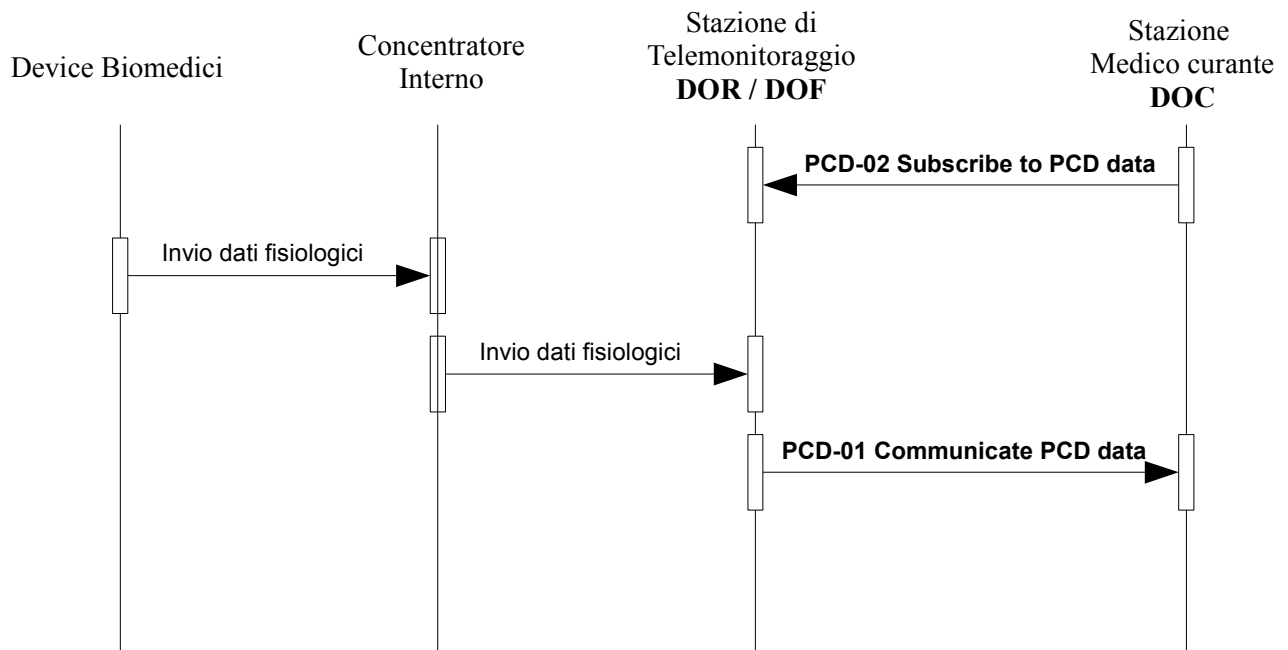 Device Biomedici
Concentratore
Interno
Stazione di
Telemonitoraggio
DOR / DOF
Stazione
Medico curante
DOC
PCD-02 Subscribe to PCD data
Invio dati fisiologici
Invio dati fisiologici
PCD-01 Communicate PCD data